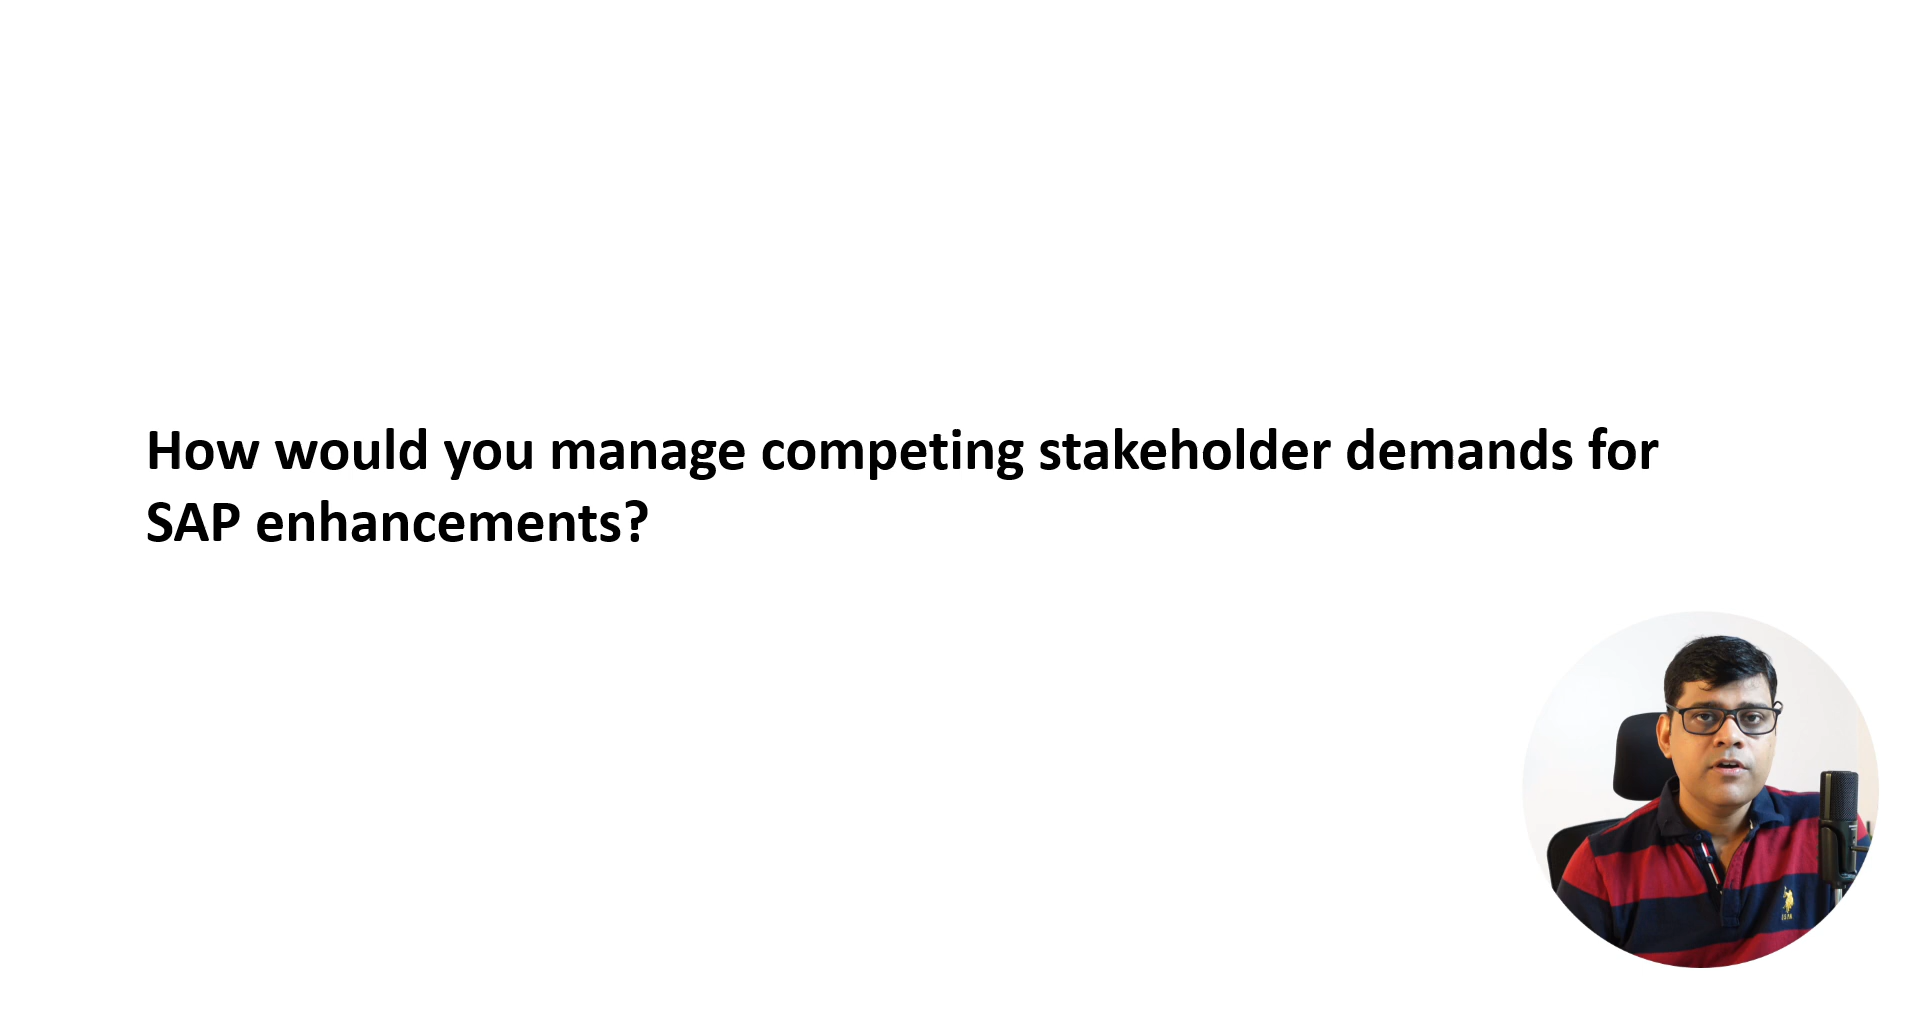 How would you manage competing stakeholder demands for
SAP enhancements?